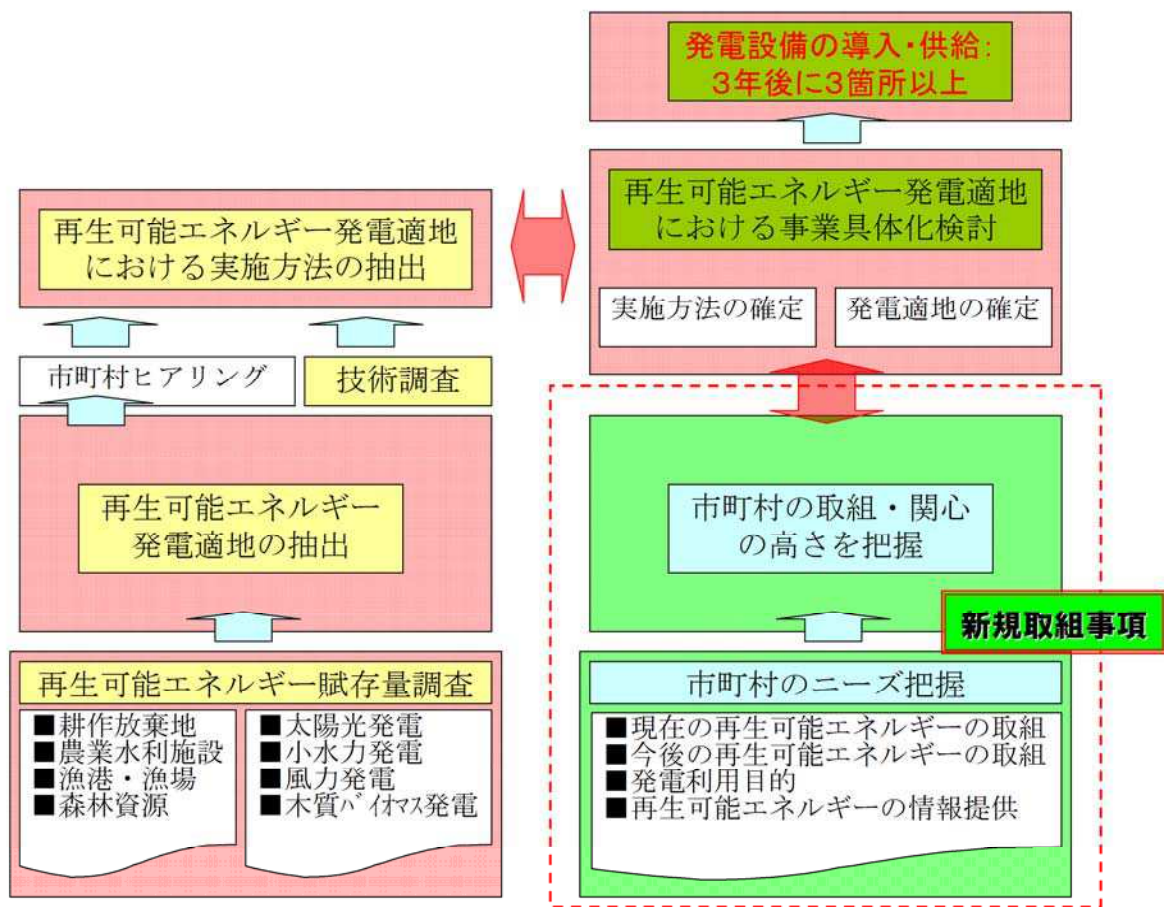 発電設備の導入・供給:
3年後に3箇所以上
再生可能エネルギー発電適地
における事業具体化検討
実施方法の確定
発電適地の確定
再生可能エネルギー発電適地
における実施方法の抽出
市町村ヒアリング
技術調査
再生可能エネルギー
発電適地の抽出
再生可能エネルギー賦存量調査
■耕作放棄地
■農業水利施設
■漁港・漁場
■森林資源
■太陽光発電
■小水力発電
■風力発電
■木質バイオマス発電
市町村の取組・関心
の高さを把握
新規取組事項
市町村のニーズ把握
■現在の再生可能エネルギーの取組
■今後の再生可能エネルギーの取組
■発電利用目的
■再生可能エネルギーの情報提供